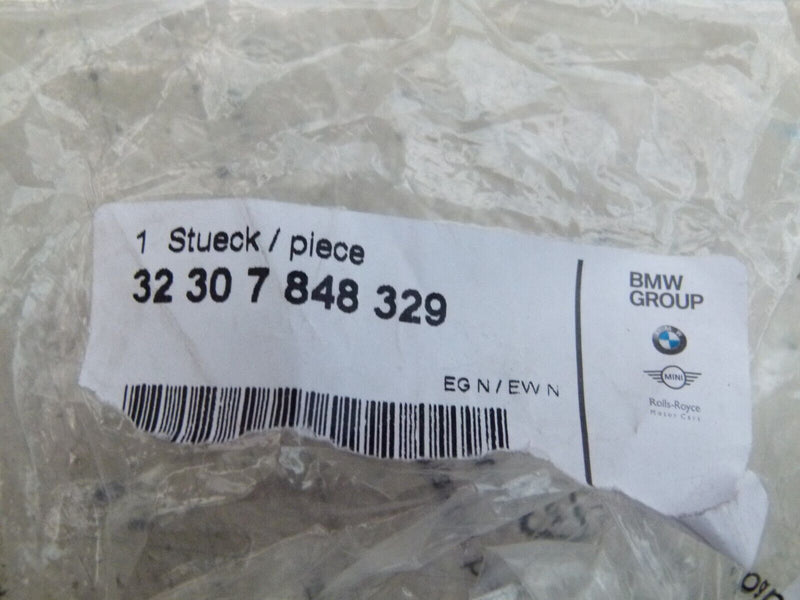 1 Stueck / piece
32 30 7 848 329
EG N / EW N
BMW
GROUP
MINI
Rolls-Royce
Motor Cars